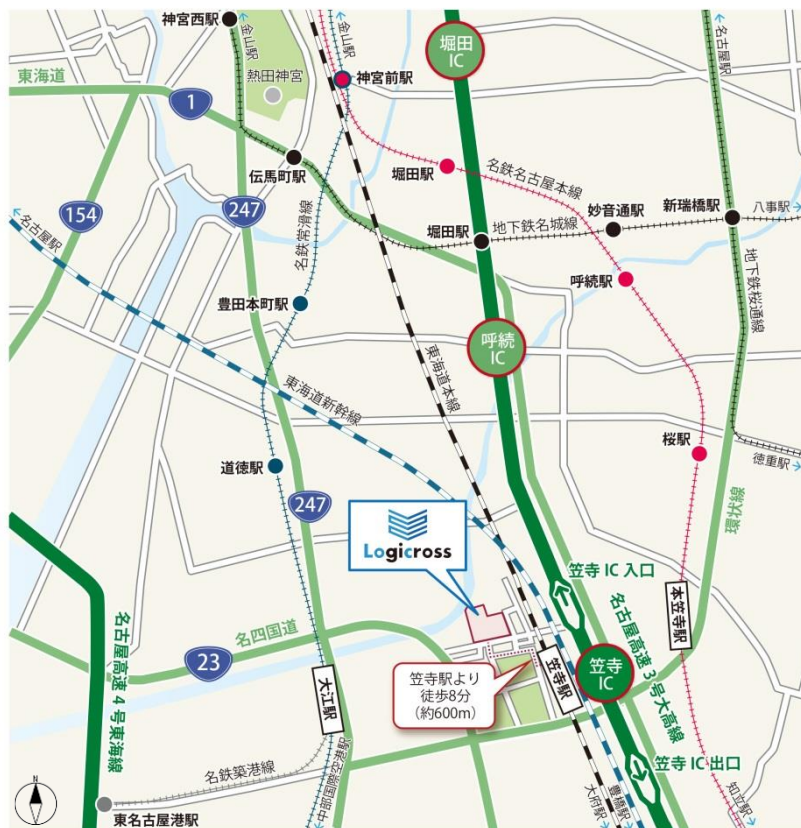 神宮西駅
金山駅
金山駅
名古屋駅
堀田
IC
東海道
熱田神宮
神宮前駅
1
伝馬町駅
堀田駅
名鉄名古屋本線
妙音通駅
新瑞橋駅
八事駅
154
247
名古屋駅
名鉄常滑線
堀田駅
地下鉄名城線
呼続駅
地下鉄桜通線
豊田本町駅
呼続
IC
東海道本線
東海道新幹線
桜駅
徳重駅
道徳駅
247
環状線
Logicross
笠寺 IC 入口
名古屋高速 3 号大高線
本笠寺駅
名古屋高速 4 号東海線
名四国道
23
大江駅
笠寺駅より
徒歩8分
（約600m）
笠寺駅
笠寺
IC
笠寺 IC 出口
名鉄築港線
中部国際空港駅
大府駅
豊橋駅
知立駅
N
東名古屋港駅